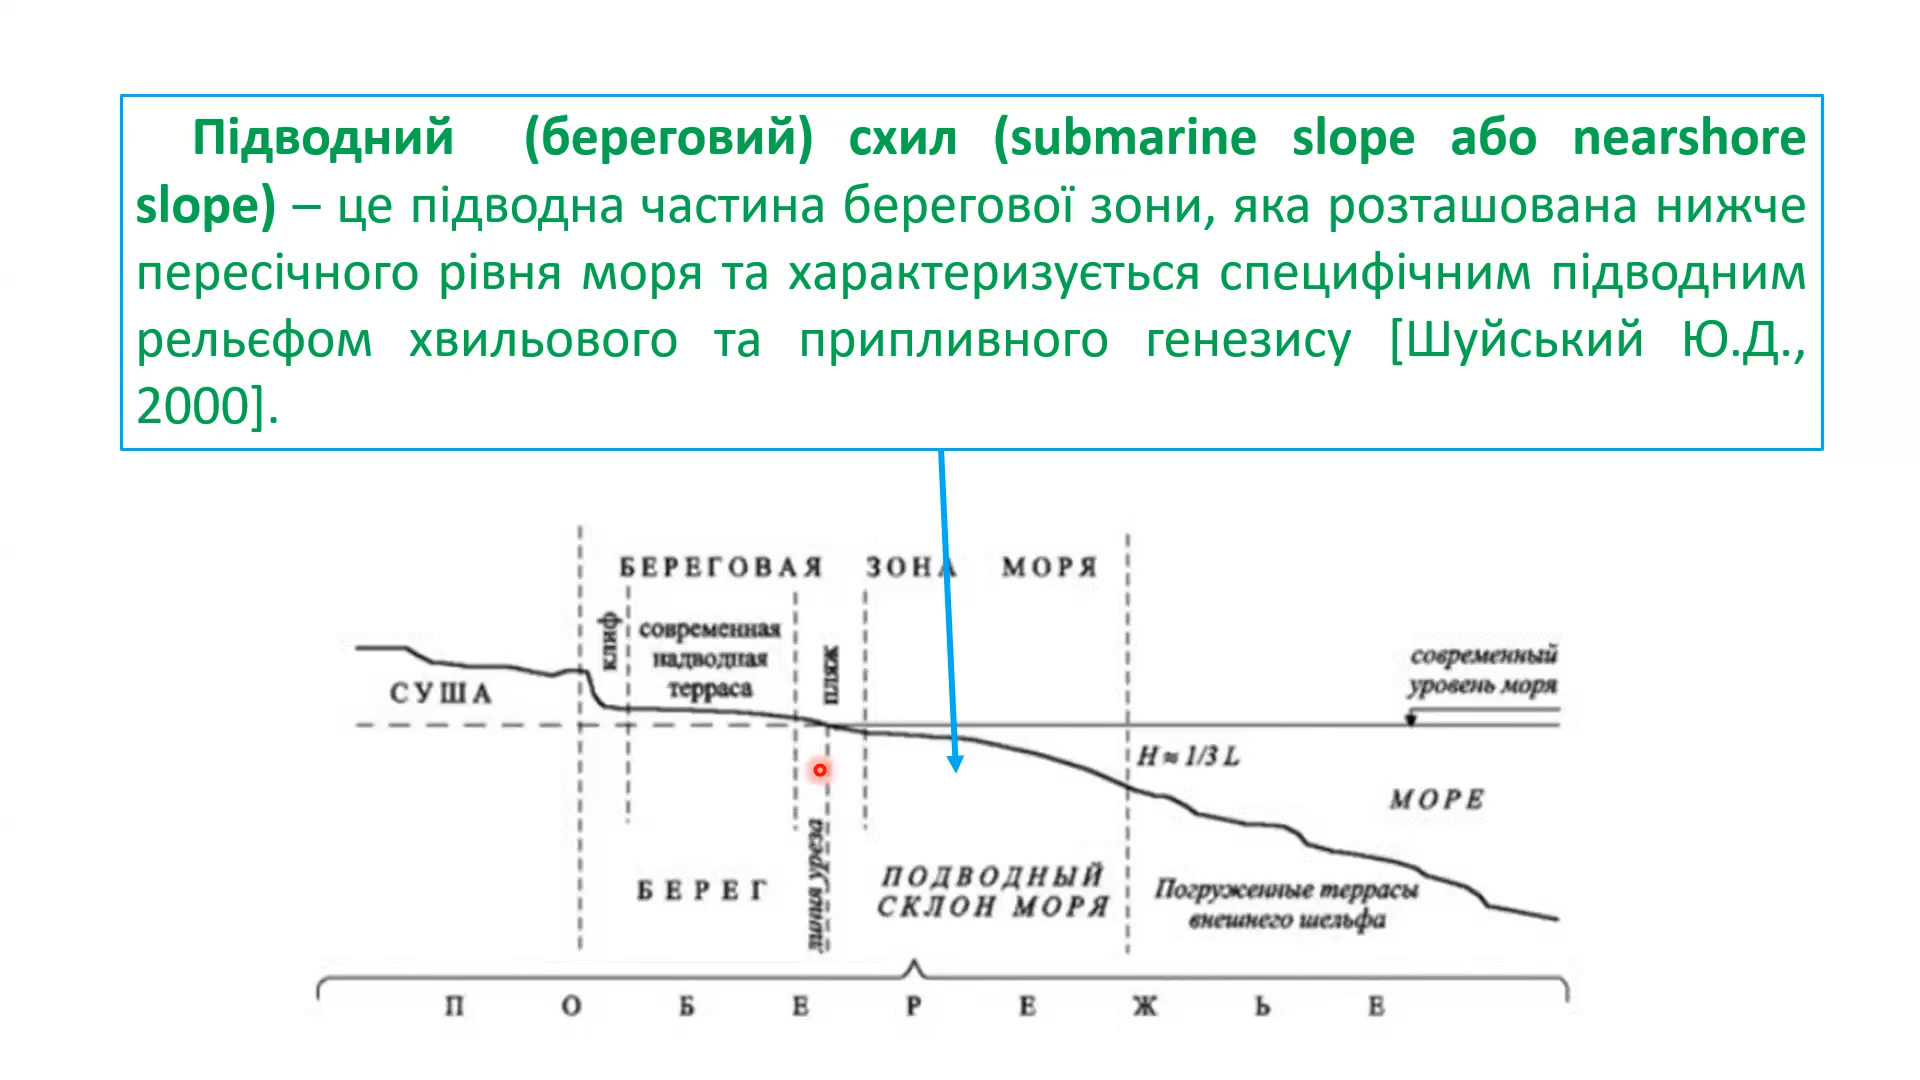 Підводний (береговий) схил (submarine slope або nearshore
slope) – це підводна частина берегової зони, яка розташована нижче
пересічного рівня моря та характеризується специфічним підводним
рельєфом хвильового та припливного генезису [Шуйський Ю.Д.,
2000].
БЕРЕГОВАЯ ЗОНА МОРЯ
клиф
современная
надводная
терраса
пляж
СУША
современный
уровень моря
H ≈ 1/3 L
МОРЕ
БЕРЕГ
линия уреза
ПОДВОДНЫЙ
СКЛОН МОРЯ
Погруженные террасы
внешнего шельфа
ПОБЕРЕЖЬЕ